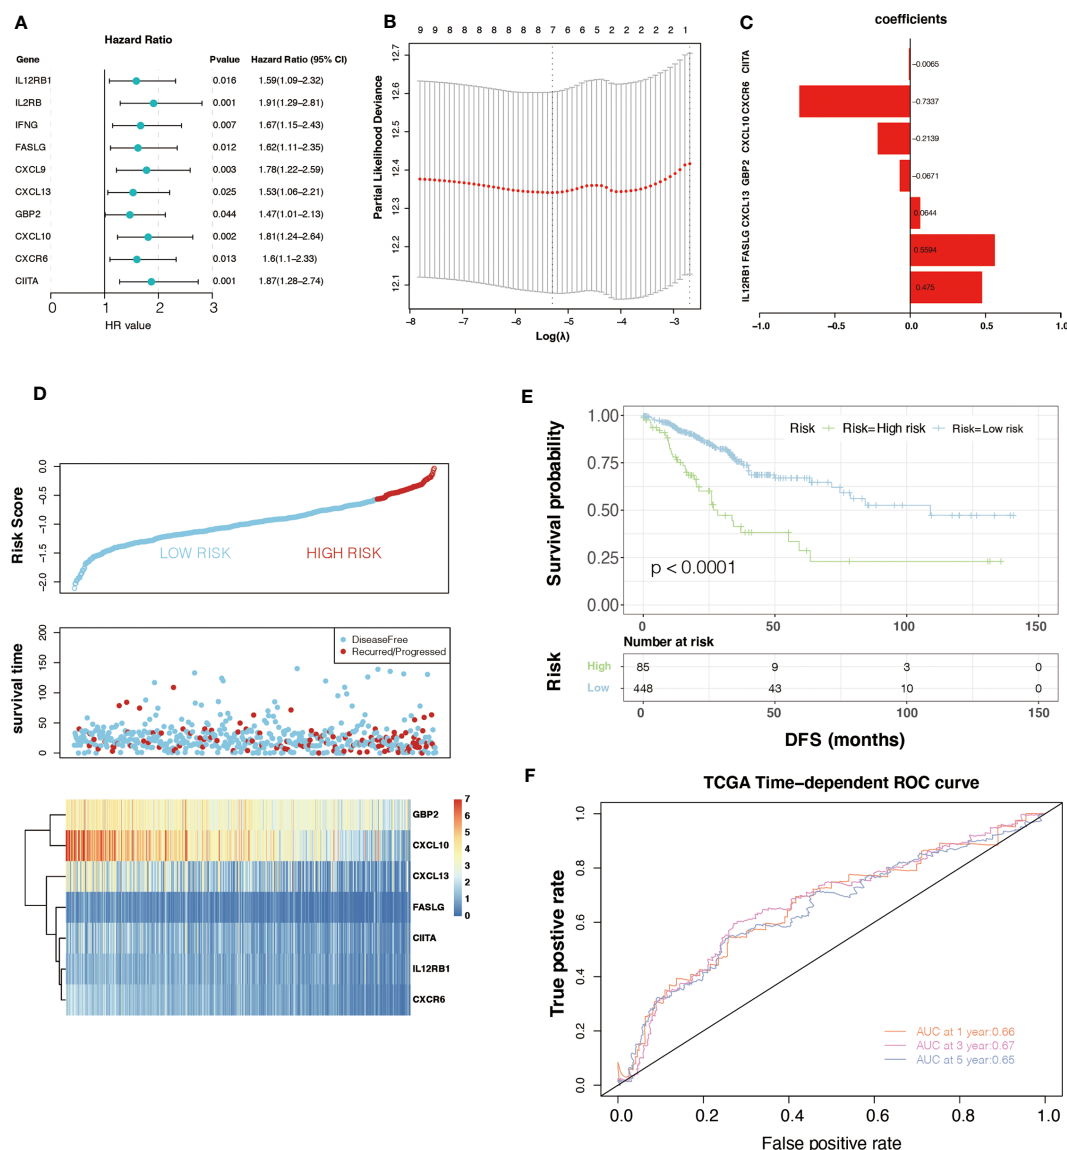 A
Hazard Ratio
Gene Pvalue Hazard Ratio (95% CI)
IL12RB1 0.016 1.59(1.09–2.32)
IL2RB 0.001 1.91(1.29–2.81)
IFNG 0.007 1.67(1.15–2.43)
FASLG 0.012 1.62(1.11–2.35)
CXCL9 0.003 1.78(1.22–2.59)
CXCL13 0.025 1.53(1.06–2.21)
GBP2 0.044 1.47(1.01–2.13)
CXCL10 0.002 1.81(1.24–2.64)
CXCR6 0.013 1.6(1.1–2.33)
CIITA 0.001 1.87(1.28–2.74)
0 1 2 3
HR value
B
9 9 9 9 9 8 8 8 8 7 6 5 4 2 2 2 2 1
Partial Likelihood Deviance
12.7
12.6
12.5
12.4
12.3
12.2
12.1
−8 −7 −6 −5 −4 −3
Log(λ)
C
coefficients
CIITA −0.0065
CXCR6 −0.7337
CXCL10 −0.2139
GBP2 −0.0671
CXCL13 0.0644
FASLG 0.5594
IL12RB1 0.475
−1.0 −0.5 0.0 0.5 1.0
D
Risk Score
0.0
−0.5
−1.0
−1.5
−2.0
LOW RISK HIGH RISK
survival time
200
150
100
50
0
DiseaseFree
Recurred/Progressed
GBP2
CXCL10
CXCL13
FASLG
CIITA
IL12RB1
CXCR6
7
6
5
4
3
2
1
0
E
Survival probability
1.00
0.75
0.50
0.25
0.00
Risk Risk=High risk Risk=Low risk
p < 0.0001
0 50 100 150
Number at risk
Risk
High 85 9 3 0
Low 448 43 10 0
0 50 100 150
DFS (months)
F
TCGA Time−dependent ROC curve
True postive rate
1.0
0.8
0.6
0.4
0.2
0.0
AUC at 1 year:0.66
AUC at 3 year:0.67
AUC at 5 year:0.65
0.0 0.2 0.4 0.6 0.8 1.0
False positive rate